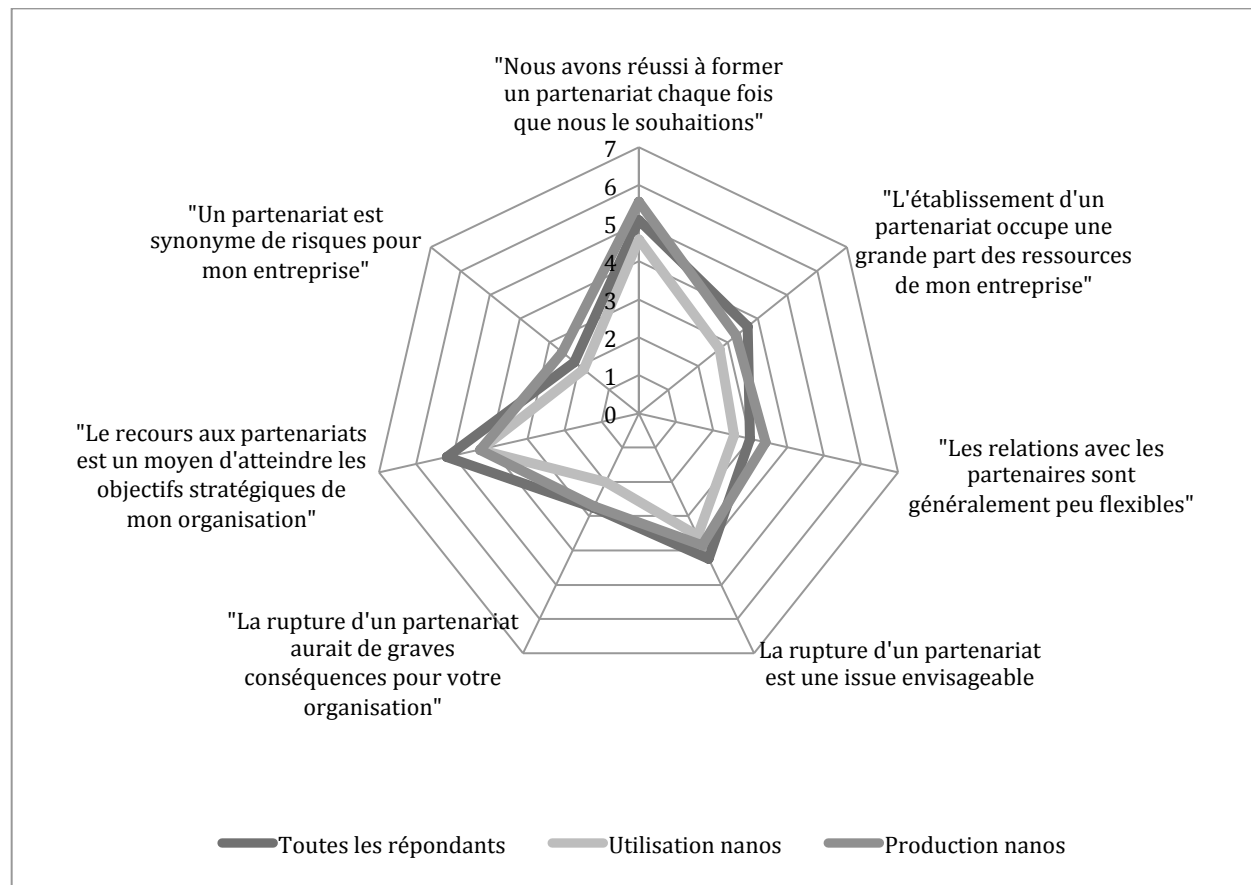 "Nous avons réussi à former
un partenariat chaque fois
que nous le souhaitions"
7
6
5
4
3
2
1
0
"L'établissement d'un
partenariat occupe une
grande part des ressources
de mon entreprise"
"Les relations avec les
partenaires sont
généralement peu flexibles"
La rupture d'un partenariat
est une issue envisageable
"La rupture d'un partenariat
aurait de graves
conséquences pour votre
organisation"
"Le recours aux partenariats
est un moyen d'atteindre les
objectifs stratégiques de
mon organisation"
"Un partenariat est
synonyme de risques pour
mon entreprise"
Toutes les répondants
Utilisation nanos
Production nanos